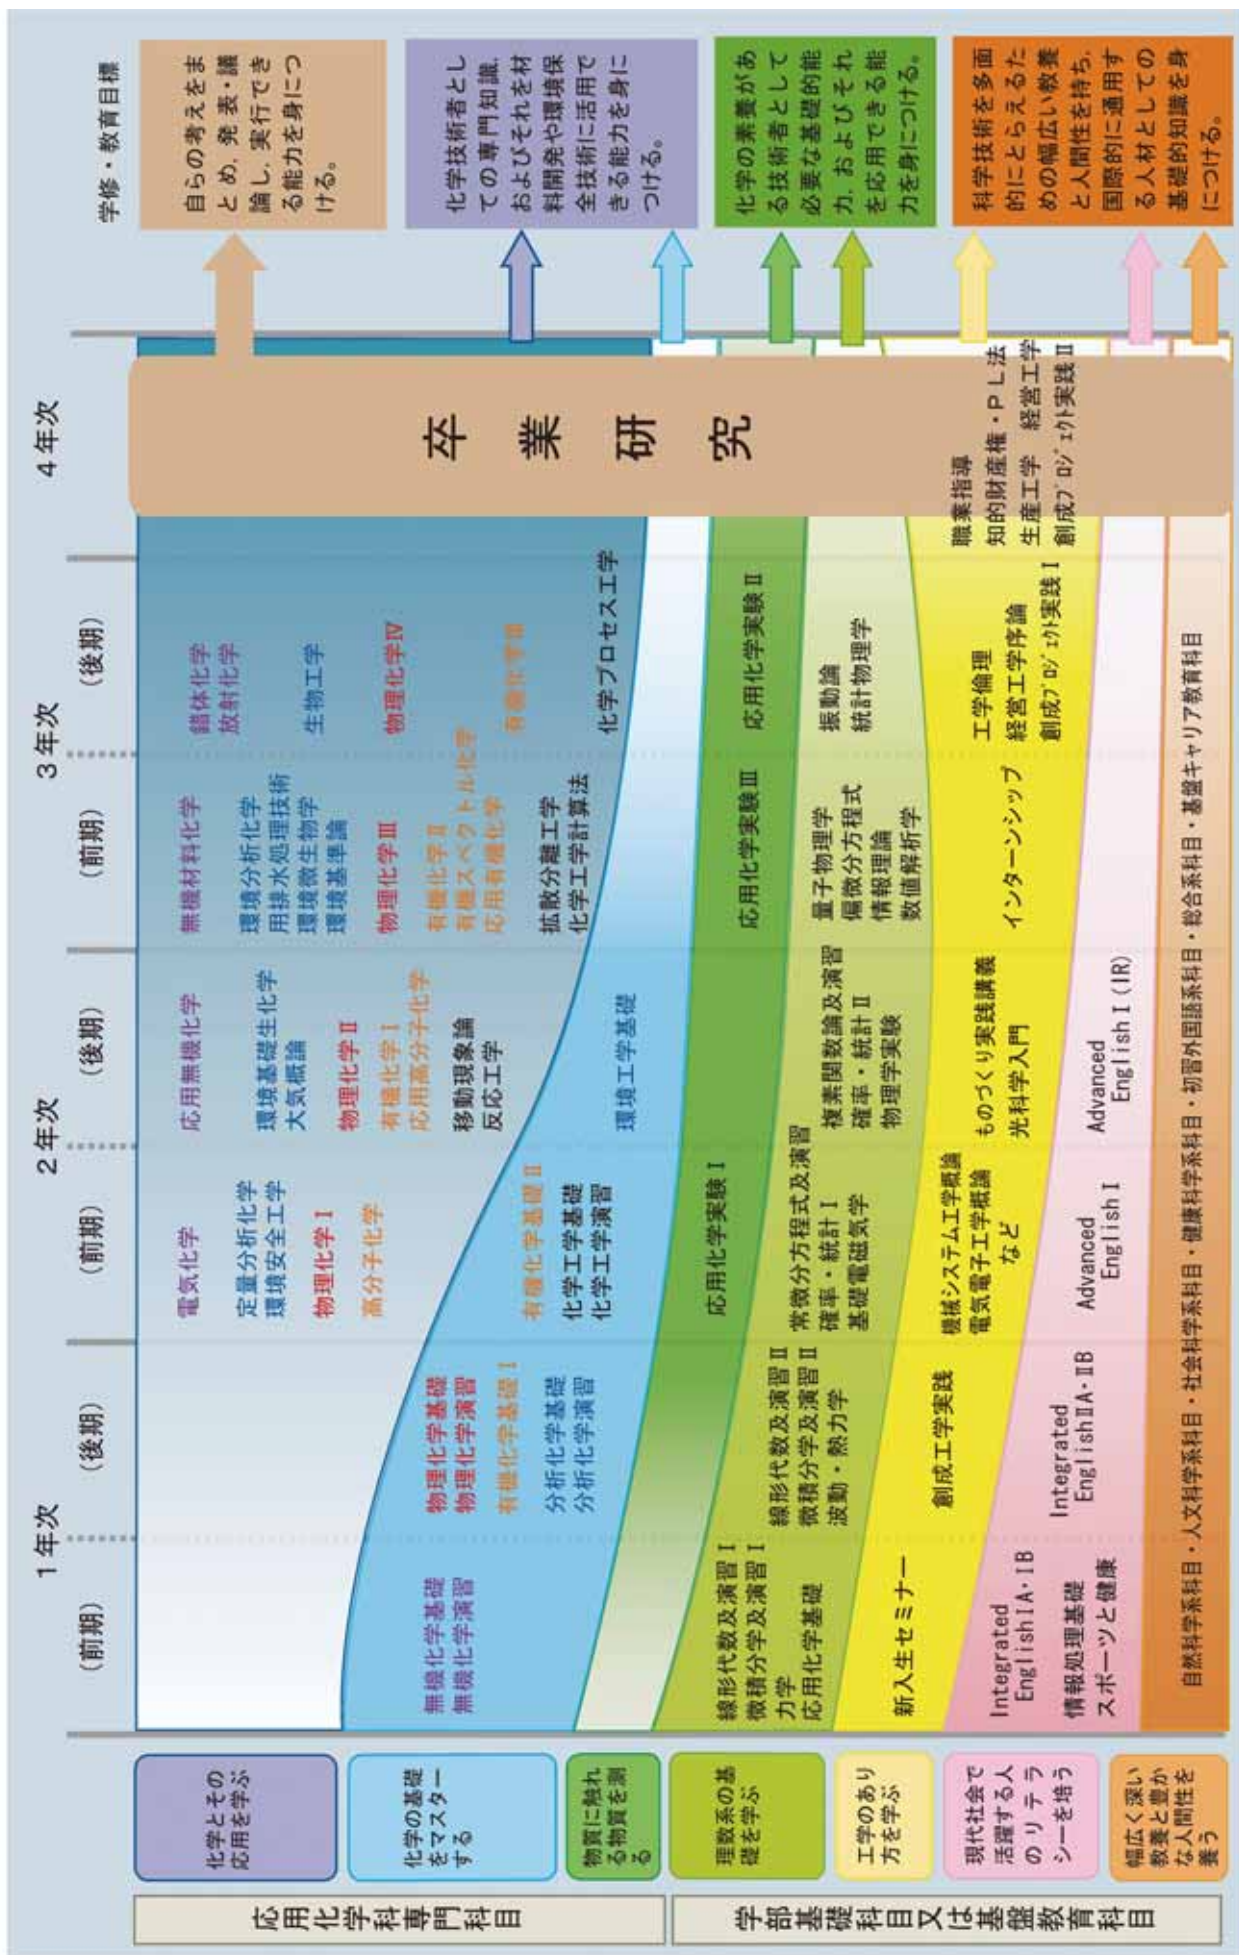 1年次
2年次
3年次
4年次
学修・教育目標
(前期)
(後期)
(前期)
(後期)
(前期)
(後期)
応用化学科専門科目
学部基礎科目又は基盤教育科目
化学とその
応用を学ぶ
化学の基礎
をマスター
する
物質に触れ
る物質を測
る
理数系の基
礎を学ぶ
工学のあり
方を学ぶ
現代社会で
活躍する人
のリテラ
シーを培う
幅広く深い
教養と豊か
な人間性を
養う
無機化学基礎
無機化学演習
物理化学基礎
物理化学演習
有機化学基礎Ⅰ
分析化学基礎
分析化学演習
電気化学
定量分析化学
環境安全工学
物理化学Ⅰ
高分子化学
有機化学基礎Ⅱ
化学工学基礎
化学工学演習
応用無機化学
環境基礎生化学
大気概論
物理化学Ⅱ
有機化学Ⅰ
応用高分子化学
移動現象論
反応工学
環境工学基礎
無機材料化学
環境分析化学
用排水処理技術
環境微生物学
環境基準論
物理化学Ⅲ
有機化学Ⅱ
有機スペクトル化学
応用有機化学
拡散分離工学
化学工学計算法
錯体化学
放射化学
生物工学
物理化学Ⅳ
有機化学Ⅲ
化学プロセス工学
応用化学実験Ⅰ
応用化学実験Ⅲ
応用化学実験Ⅱ
線形代数及演習Ⅰ
微積分学及演習Ⅰ
力学
応用化学基礎
線形代数及演習Ⅱ
微積分学及演習Ⅱ
波動・熱力学
常微分方程式及演習
確率・統計Ⅰ
基礎電磁気学
複素関数論及演習
確率・統計Ⅱ
物理学実験
量子物理学
偏微分方程式
情報理論
数値解析学
振動論
統計物理学
新入生セミナー
創成工学実践
機械システム工学概論
電気電子工学概論
など
ものづくり実践講義
光科学入門
インターンシップ
工学倫理
経営工学序論
創成プロジェクト実践Ⅰ
職業指導
知的財産権・PL法
生産工学 経営工学
創成プロジェクト実践Ⅱ
Integrated
EnglishⅠA・ⅠB
情報処理基礎
スポーツと健康
Integrated
EnglishⅡA・ⅡB
Advanced
EnglishⅠ
Advanced
EnglishⅠ(IR)
自然科学系科目・人文科学系科目・社会科学系科目・健康科学系科目・初習外国語系科目・総合系科目・基盤キャリア教育科目
卒業研究
自らの考えをま
とめ,発表・議
論し,実行でき
る能力を身につ
ける。
化学技術者とし
ての専門知識,
およびそれを材
料開発や環境保
全技術に活用で
きる能力を身に
つける。
化学の素養があ
る技術者として
必要な基礎的能
力,およびそれ
を応用できる能
力を身につける。
科学技術を多面
的にとらえるた
めの幅広い教養
と人間性を持ち,
国際的に通用す
る人材としての
基礎的知識を身
につける。